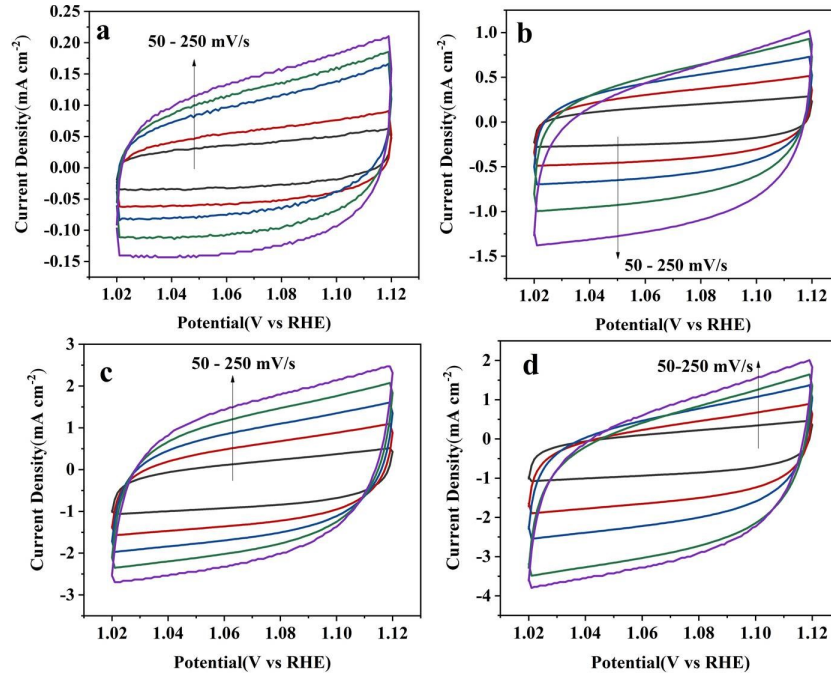 a
50 - 250 mV/s
0.25
0.20
0.15
0.10
0.05
0.00
-0.05
-0.10
-0.15
Current Density(mA cm-2)
1.02 1.04 1.06 1.08 1.10 1.12
Potential(V vs RHE)
b
50 - 250 mV/s
1.0
0.5
0.0
-0.5
-1.0
-1.5
Current Density(mA cm-2)
1.02 1.04 1.06 1.08 1.10 1.12
Potential(V vs RHE)
c
50 - 250 mV/s
3
2
1
0
-1
-2
-3
Current Density(mA cm-2)
1.02 1.04 1.06 1.08 1.10 1.12
Potential(V vs RHE)
d
50-250 mV/s
2
1
0
-1
-2
-3
-4
Current Density(mA cm-2)
1.02 1.04 1.06 1.08 1.10 1.12
Potential(V vs RHE)